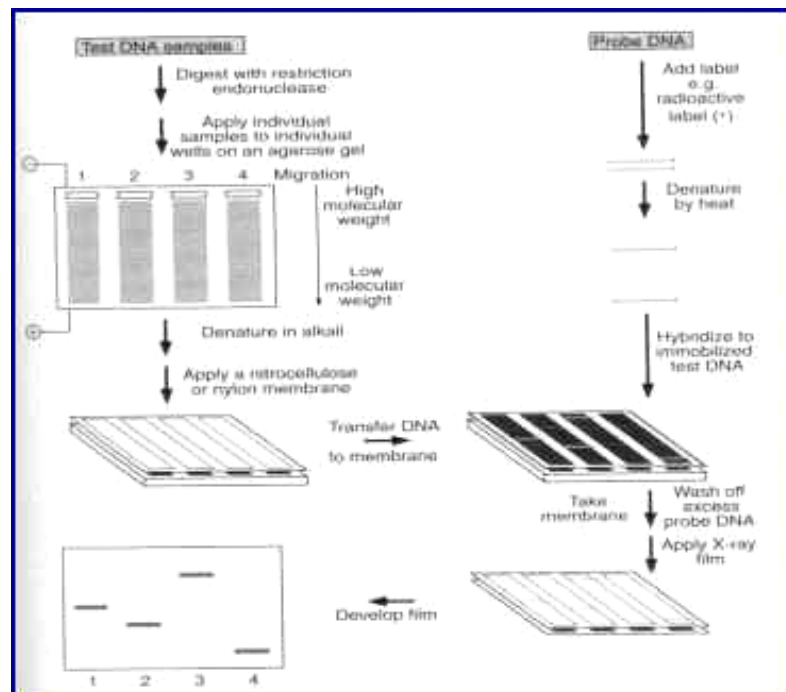 Test DNA samples
Digest with restriction
endonuclease
Apply individual
samples to individual
wells on an agarose gel
1 2 3 4 Migration
High
molecular
weight
Low
molecular
weight
Denature in alkali
Apply a nitrocellulose
or nylon membrane
Transfer DNA
to membrane
Probe DNA
Add label
e.g.
radioactive
label (*)
Denature
by heat
Hybridize to
immobilized
test DNA
Take
membrane
Wash off
excess
probe DNA
Apply X-ray
film
Develop film
1 2 3 4